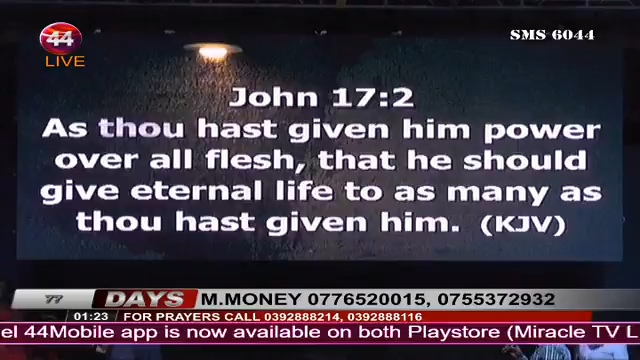 44
LIVE
SMS 6044
John 17:2
As thou hast given him power
over all flesh, that he should
give eternal life to as many as
thou hast given him. (KJV)
77 DAYS M.MONEY 0776520015, 0755372932
01:23 FOR PRAYERS CALL 0392888214, 0392888116
el 44Mobile app is now available on both Playstore (Miracle TV L